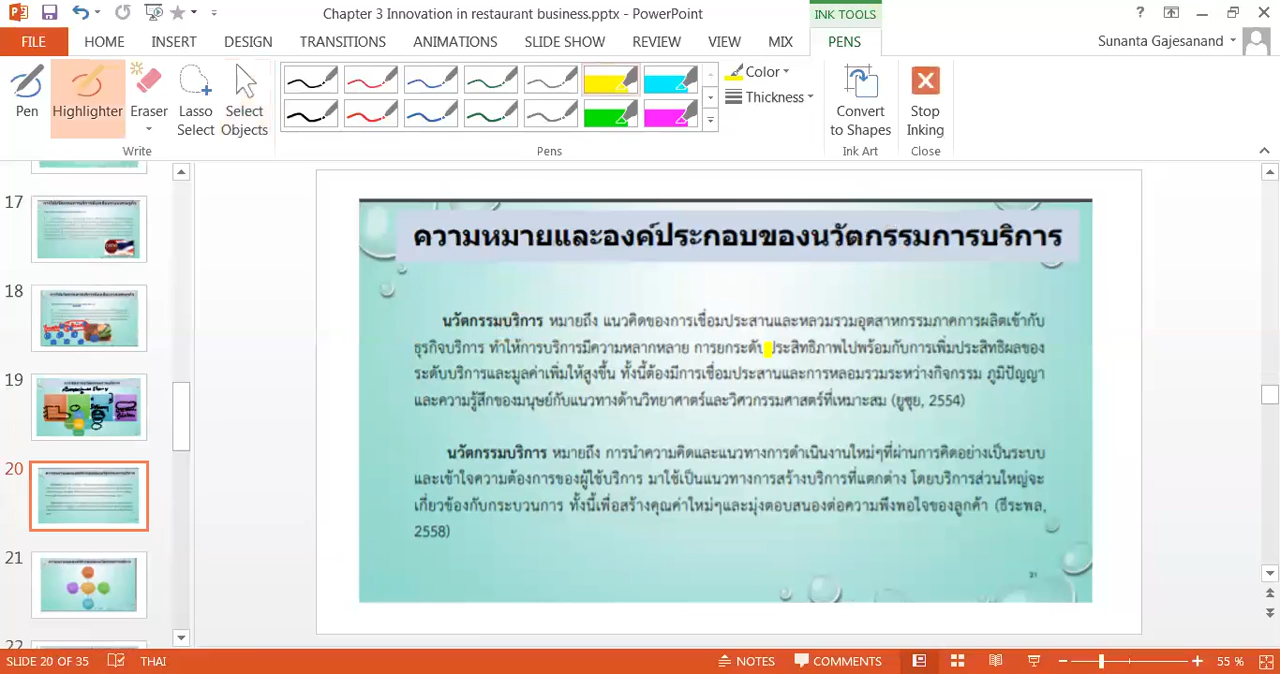 Chapter 3 Innovation in restaurant business.pptx - PowerPoint
INK TOOLS
FILE HOME INSERT DESIGN TRANSITIONS ANIMATIONS SLIDE SHOW REVIEW VIEW MIX PENS
Sunanta Gajesanand
Pen Highlighter Eraser Lasso Select Select Objects
Color
Thickness
Convert to Shapes
Stop Inking
Write Pens Ink Art Close
17
18
19
20
21
22
ความหมายและองค์ประกอบของนวัตกรรมการบริการ
นวัตกรรมบริการ หมายถึง แนวคิดของการเชื่อมประสานและหลวมรวมอุตสาหกรรมภาคการผลิตเข้ากับ
ธุรกิจบริการ ทำให้การบริการมีความหลากหลาย การยกระดับประสิทธิภาพไปพร้อมกับการเพิ่มประสิทธิผลของ
ระดับบริการและมูลค่าเพิ่มให้สูงขึ้น ทั้งนี้ต้องมีการเชื่อมประสานและการหลอมรวมระหว่างกิจกรรม ภูมิปัญญา
และความรู้สึกของมนุษย์กับแนวทางด้านวิทยาศาตร์และวิศวกรรมศาสตร์ที่เหมาะสม (ยูซุย, 2554)
นวัตกรรมบริการ หมายถึง การนำความคิดและแนวทางการดำเนินงานใหม่ๆที่ผ่านการคิดอย่างเป็นระบบ
และเข้าใจความต้องการของผู้ใช้บริการ มาใช้เป็นแนวทางการสร้างบริการที่แตกต่าง โดยบริการส่วนใหญ่จะ
เกี่ยวข้องกับกระบวนการ ทั้งนี้เพื่อสร้างคุณค่าใหม่ๆและมุ่งตอบสนองต่อความพึงพอใจของลูกค้า (ธีระพล,
2558)
21
SLIDE 20 OF 35 THAI NOTES COMMENTS 55 %